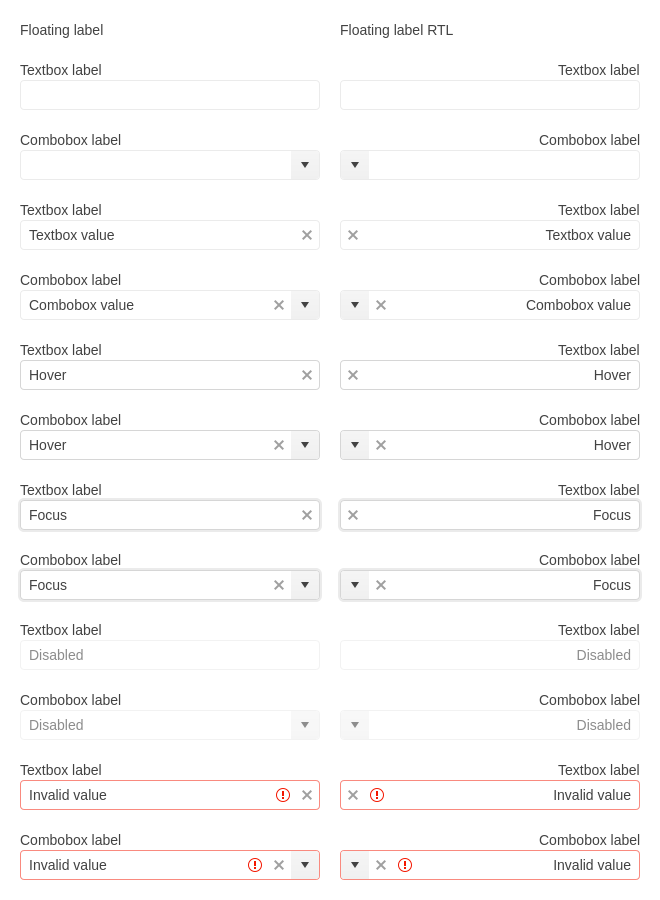 Floating label
Floating label RTL
Textbox label
Textbox label
Combobox label
Combobox label
Textbox label
Textbox label
Textbox value
Textbox value
Combobox label
Combobox label
Combobox value
Combobox value
Textbox label
Textbox label
Hover
Hover
Combobox label
Combobox label
Hover
Hover
Textbox label
Textbox label
Focus
Focus
Combobox label
Combobox label
Focus
Focus
Textbox label
Textbox label
Disabled
Disabled
Combobox label
Combobox label
Disabled
Disabled
Textbox label
Textbox label
Invalid value
Invalid value
Combobox label
Combobox label
Invalid value
Invalid value